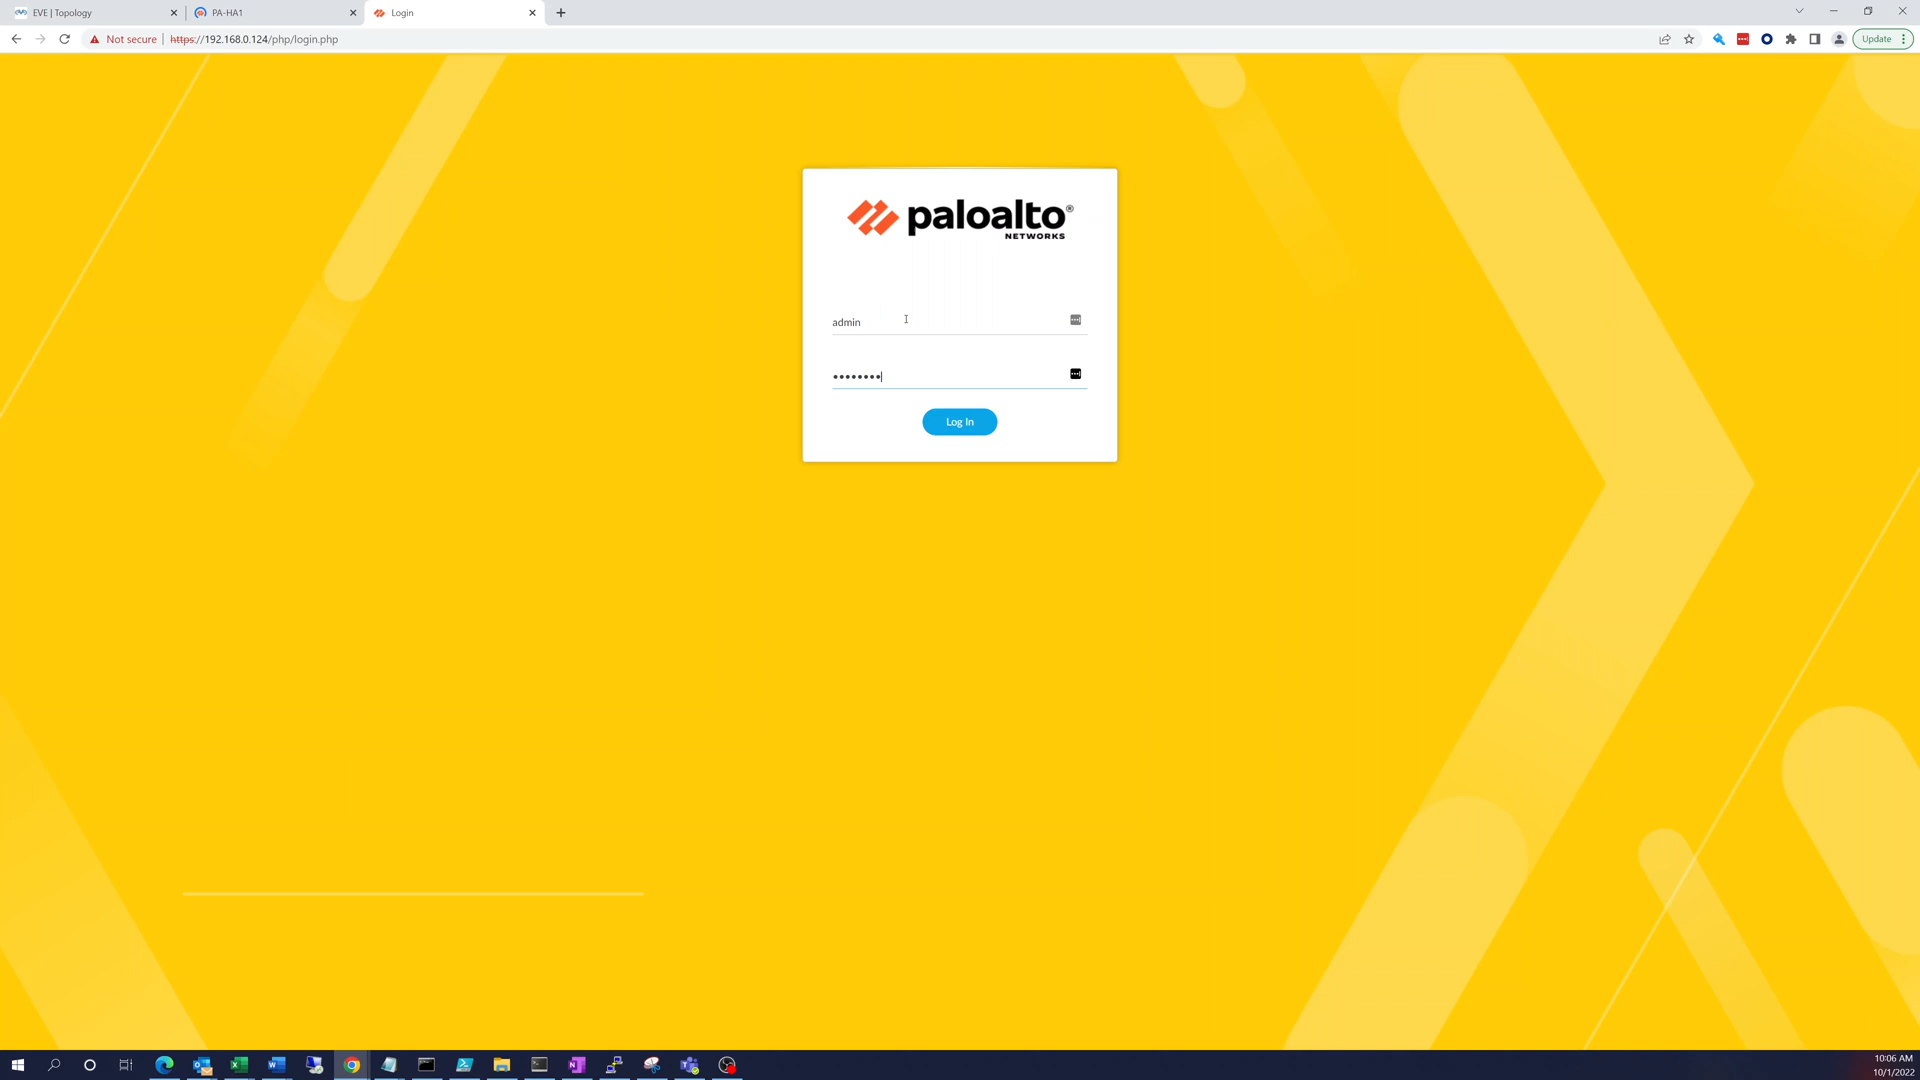 EVE | Topology
PA-HA1
Login
Not secure
https://192.168.0.124/php/login.php
Update
paloalto®
NETWORKS
admin
••••••••
Log In
10:06 AM
10/1/2022